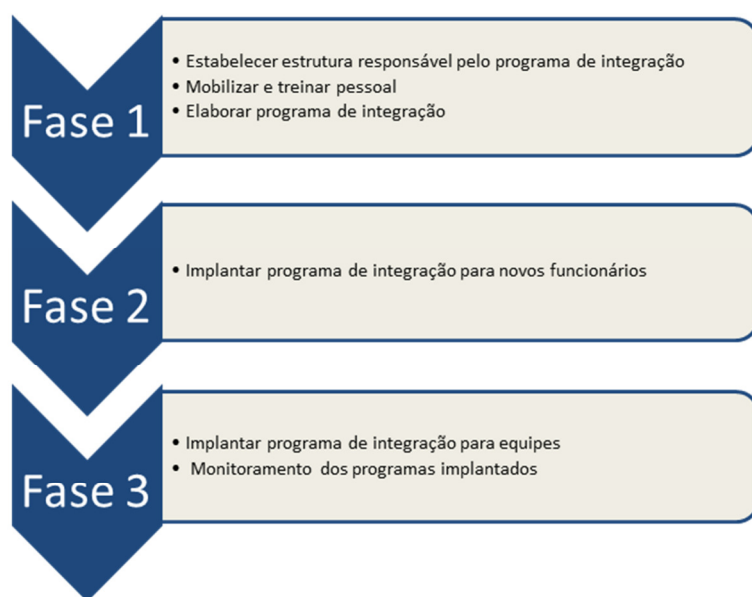 Fase 1
• Estabelecer estrutura responsável pelo programa de integração
• Mobilizar e treinar pessoal
• Elaborar programa de integração
Fase 2
• Implantar programa de integração para novos funcionários
Fase 3
• Implantar programa de integração para equipes
• Monitoramento dos programas implantados